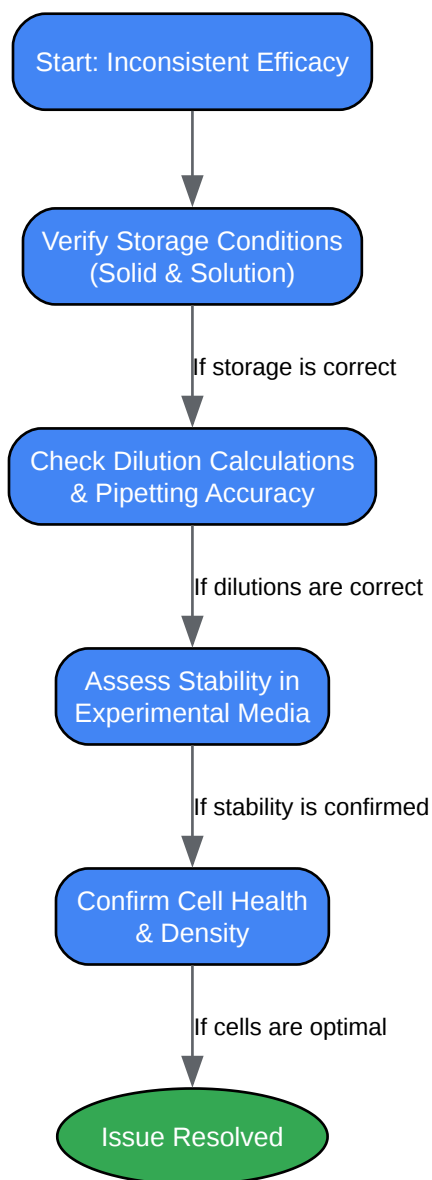 Start: Inconsistent Efficacy
Verify Storage Conditions
(Solid & Solution)
If storage is correct
Check Dilution Calculations
& Pipetting Accuracy
If dilutions are correct
Assess Stability in
Experimental Media
If stability is confirmed
Confirm Cell Health
& Density
If cells are optimal
Issue Resolved